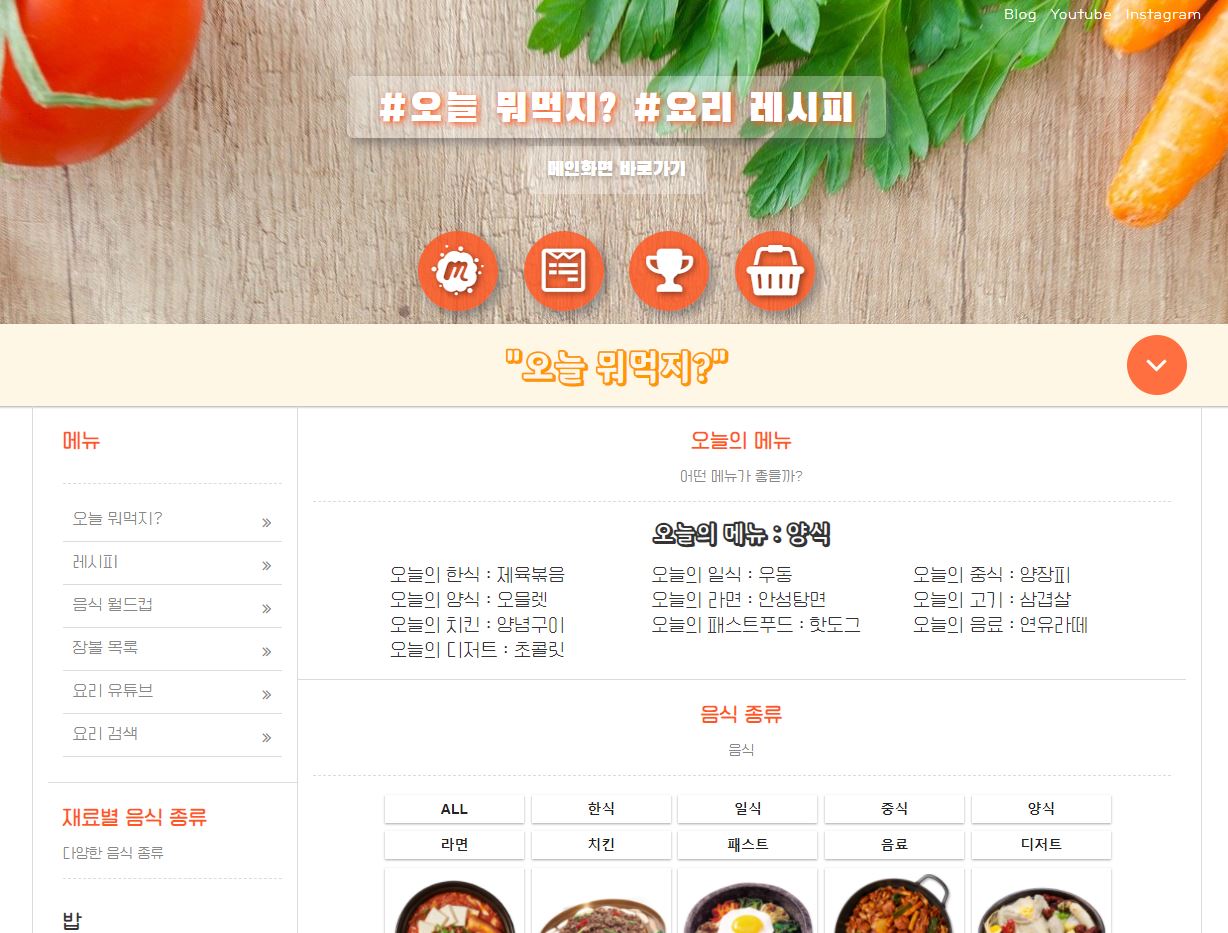 Blog Youtube Instagram
#오늘 뭐먹지? #요리 레시피
메인화면 바로가기
m
"오늘 뭐먹지?"
메뉴
오늘 뭐먹지?
레시피
음식 월드컵
장볼 목록
요리 유튜브
요리 검색
재료별 음식 종류
다양한 음식 종류
밥
오늘의 메뉴
어떤 메뉴가 좋을까?
오늘의 메뉴 : 양식
오늘의 한식 : 제육볶음 오늘의 일식 : 우동 오늘의 중식 : 양장피
오늘의 양식 : 오믈렛 오늘의 라면 : 안성탕면 오늘의 고기 : 삼겹살
오늘의 치킨 : 양념구이 오늘의 패스트푸드 : 핫도그 오늘의 음료 : 연유라떼
오늘의 디저트 : 초콜릿
음식 종류
음식
ALL 한식 일식 중식 양식
라면 치킨 패스트 음료 디저트